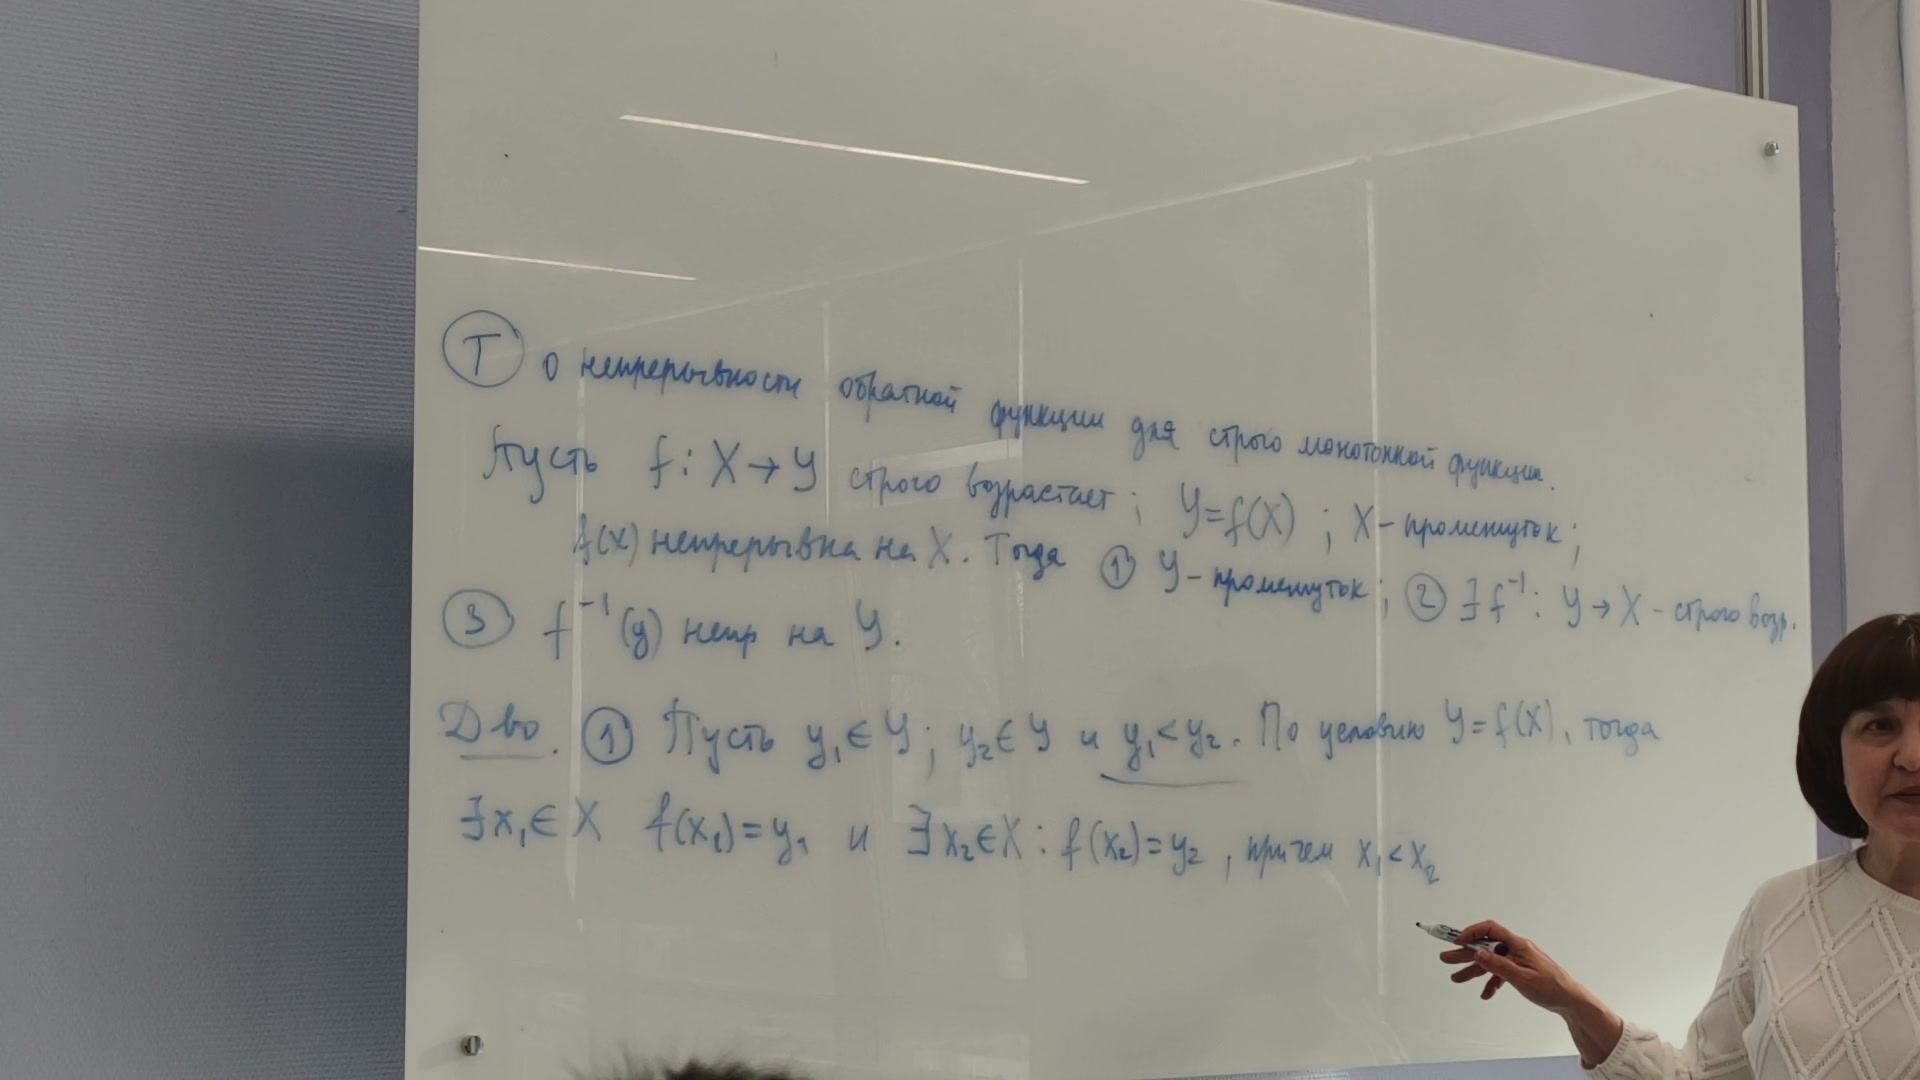 Т о непрерывности обратной функции для строго монотонной функции.
Пусть f: X → Y строго возрастает; Y=f(X); X – промежуток;
f(x) непрерывна на X. Тогда ① Y – промежуток; ② ∃ f⁻¹: Y → X – строго возр.
③ f⁻¹(y) непр на Y.
Д-во. ① Пусть y₁∈Y; y₂∈Y и y₁<y₂. По условию Y=f(X), тогда
∃x₁∈X f(x₁)=y₁ и ∃x₂∈X: f(x₂)=y₂, причем x₁<x₂